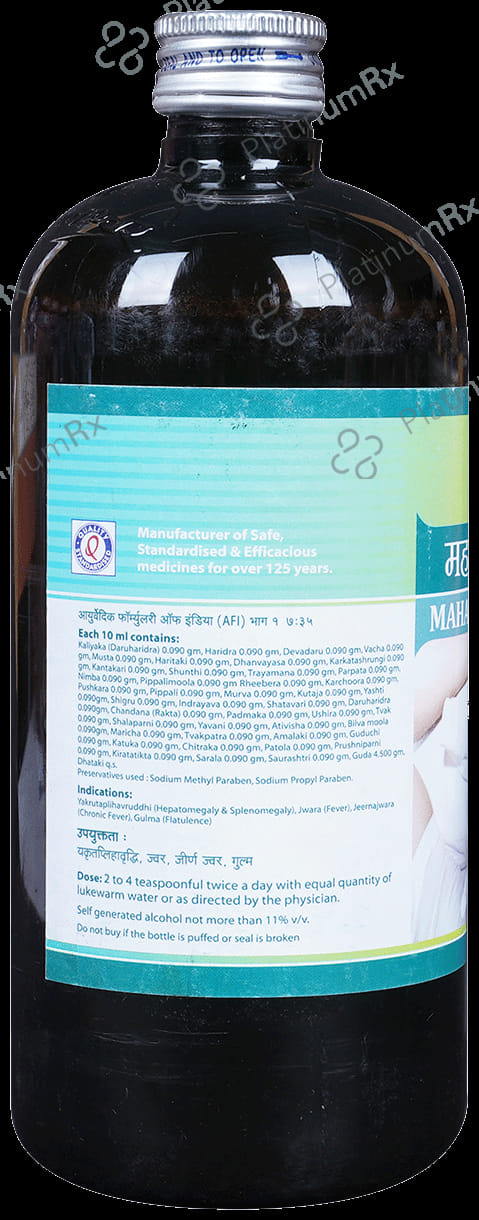 PlatinumRx
EEN AND TO OPEN
PlatinumRx
PlatinumRx
PlatinumRx
QUALITY
STANDARDISED
Manufacturer of Safe,
Standardised & Efficacious
medicines for over 125 years.
मह
MAHA
आयुर्वेदिक फॉर्म्युलरी ऑफ इंडिया (AFI) भाग १ ७:३५
Each 10 ml contains:
Kaliyaka (Daruharidra) 0.090 gm, Haridra 0.090 gm, Devadaru 0.090 gm, Vacha 0.090
gm, Musta 0.090 gm, Haritaki 0.090 gm, Dhanvayasa 0.090 gm, Karkatashrungi 0.090
gm, Kantakari 0.090 gm, Shunthi 0.090 gm, Trayamana 0.090 gm, Parpata 0.090 gm,
Nimba 0.090 gm, Pippalimoola 0.090 gm Rheebera 0.090 gm, Karchoora 0.090 gm,
Pushkara 0.090 gm, Pippali 0.090 gm, Murva 0.090 gm, Kutaja 0.090 gm, Yashti
0.090gm, Shigru 0.090 gm, Indrayava 0.090 gm, Shatavari 0.090 gm, Daruharidra
0.090gm, Chandana (Rakta) 0.090 gm, Padmaka 0.090 gm, Ushira 0.090 gm, Tvak
0.090 gm, Shalaparni 0.090 gm, Yavani 0.090 gm, Ativisha 0.090 gm, Bilva moola
0.090gm, Maricha 0.090 gm, Tvakpatra 0.090 gm, Amalaki 0.090 gm, Guduchi
0.090 gm, Katuka 0.090 gm, Chitraka 0.090 gm, Patola 0.090 gm, Prushniparni
0.090 gm, Kiratatikta 0.090 gm, Sarala 0.090 gm, Saurashtri 0.090 gm, Guda 4.500 gm,
Dhataki q.s.
Preservatives used : Sodium Methyl Paraben, Sodium Propyl Paraben.
Indications:
Yakrutaplihavruddhi (Hepatomegaly & Splenomegaly), Jwara (Fever), Jeernajwara
(Chronic Fever), Gulma (Flatulence)
उपयुक्तता :
यकृतप्लिहावृद्धि, ज्वर, जीर्ण ज्वर, गुल्म
Dose: 2 to 4 teaspoonful twice a day with equal quantity of
lukewarm water or as directed by the physician.
Self generated alcohol not more than 11% v/v.
Do not buy if the bottle is puffed or seal is broken